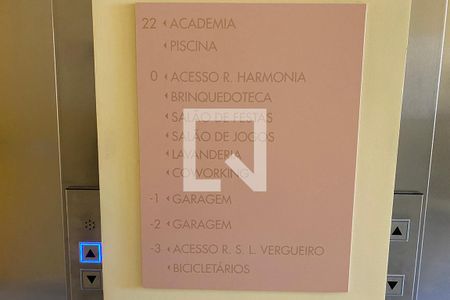 22 ACADEMIA
PISCINA
0 ACESSO R. HARMONIA
BRINQUEDOTECA
SALÃO DE FESTAS
SALÃO DE JOGOS
LAVANDERIA
COWORKING
-1 GARAGEM
-2 GARAGEM
-3 ACESSO R. S. L. VERGUEIRO
BICICLETÁRIOS